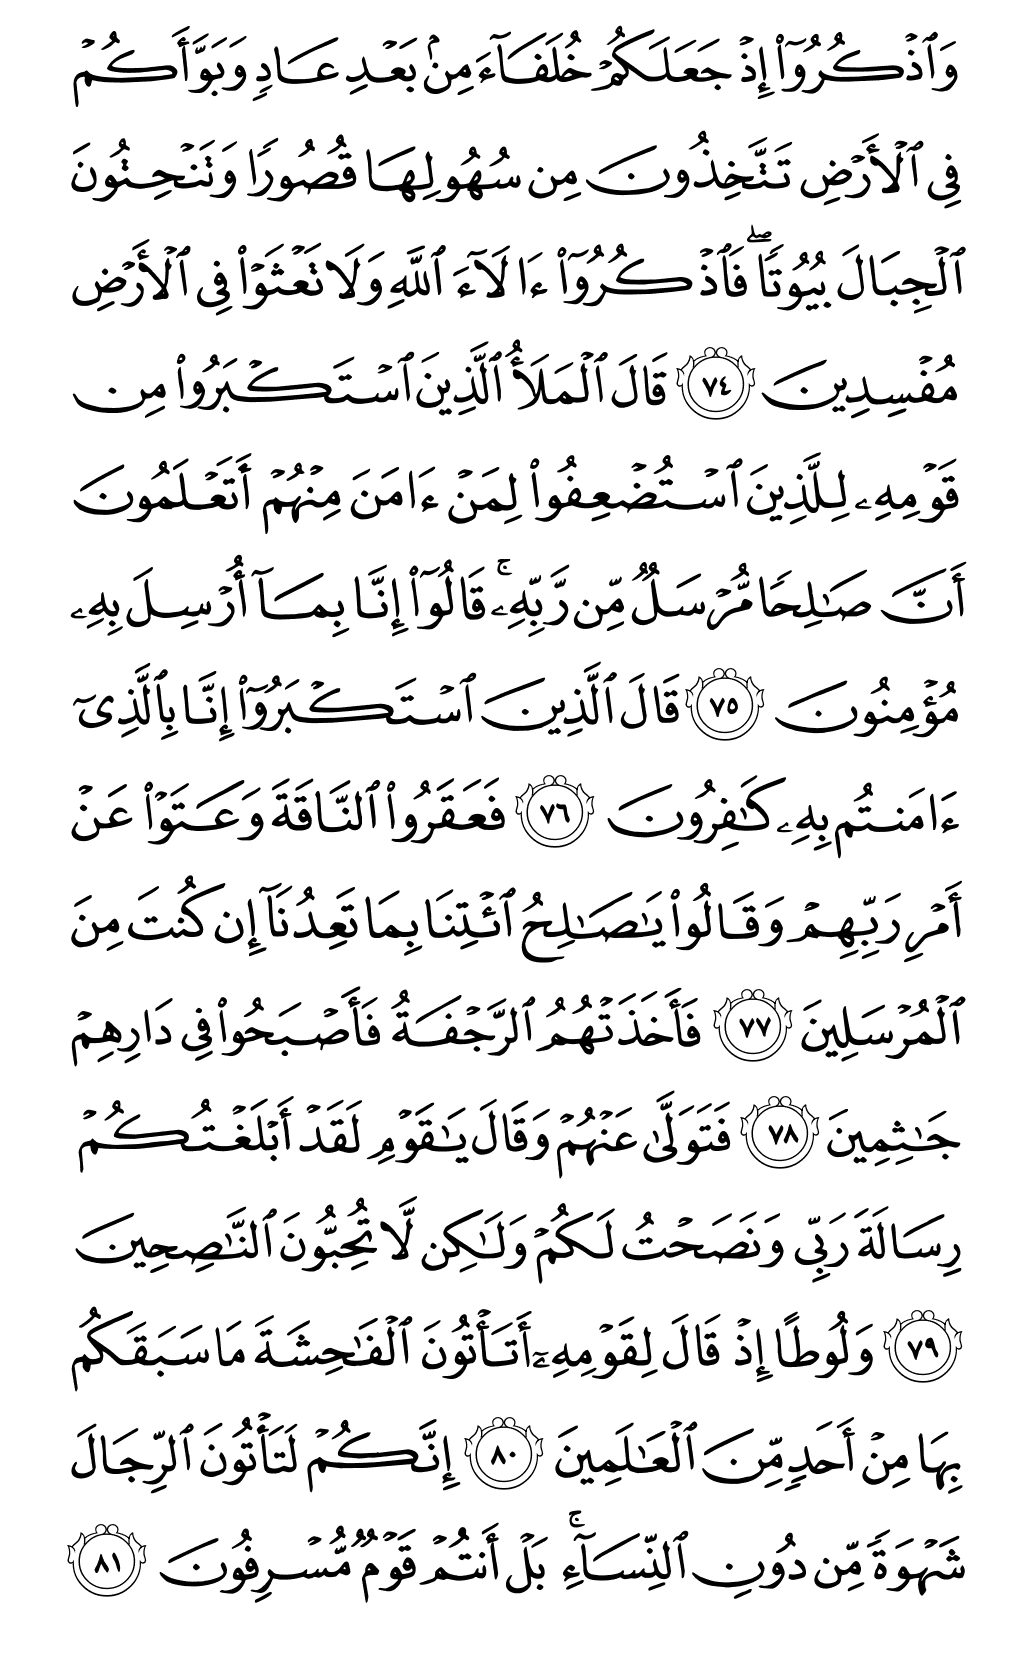 وَٱذۡكُرُوٓاْ إِذۡ جَعَلَكُمۡ خُلَفَآءَ مِنۢ بَعۡدِ عَادٖ وَبَوَّأَكُمۡ
فِي ٱلۡأَرۡضِ تَتَّخِذُونَ مِن سُهُولِهَا قُصُورٗا وَتَنۡحِتُونَ
ٱلۡجِبَالَ بُيُوتٗاۖ فَٱذۡكُرُوٓاْ ءَالَآءَ ٱللَّهِ وَلَا تَعۡثَوۡاْ فِي ٱلۡأَرۡضِ
مُفۡسِدِينَ ٧٤ قَالَ ٱلۡمَلَأُ ٱلَّذِينَ ٱسۡتَكۡبَرُواْ مِن
قَوۡمِهِۦ لِلَّذِينَ ٱسۡتُضۡعِفُواْ لِمَنۡ ءَامَنَ مِنۡهُمۡ أَتَعۡلَمُونَ
أَنَّ صَٰلِحٗا مُّرۡسَلٞ مِّن رَّبِّهِۦۚ قَالُوٓاْ إِنَّا بِمَآ أُرۡسِلَ بِهِۦ
مُؤۡمِنُونَ ٧٥ قَالَ ٱلَّذِينَ ٱسۡتَكۡبَرُوٓاْ إِنَّا بِٱلَّذِيٓ
ءَامَنتُم بِهِۦ كَٰفِرُونَ ٧٦ فَعَقَرُواْ ٱلنَّاقَةَ وَعَتَوۡاْ عَنۡ
أَمۡرِ رَبِّهِمۡ وَقَالُواْ يَٰصَٰلِحُ ٱئۡتِنَا بِمَا تَعِدُنَآ إِن كُنتَ مِنَ
ٱلۡمُرۡسَلِينَ ٧٧ فَأَخَذَتۡهُمُ ٱلرَّجۡفَةُ فَأَصۡبَحُواْ فِي دَارِهِمۡ
جَٰثِمِينَ ٧٨ فَتَوَلَّىٰ عَنۡهُمۡ وَقَالَ يَٰقَوۡمِ لَقَدۡ أَبۡلَغۡتُكُمۡ
رِسَالَةَ رَبِّي وَنَصَحۡتُ لَكُمۡ وَلَٰكِن لَّا تُحِبُّونَ ٱلنَّٰصِحِينَ
٧٩ وَلُوطًا إِذۡ قَالَ لِقَوۡمِهِۦٓ أَتَأۡتُونَ ٱلۡفَٰحِشَةَ مَا سَبَقَكُم
بِهَا مِنۡ أَحَدٖ مِّنَ ٱلۡعَٰلَمِينَ ٨٠ إِنَّكُمۡ لَتَأۡتُونَ ٱلرِّجَالَ
شَهۡوَةٗ مِّن دُونِ ٱلنِّسَآءِۚ بَلۡ أَنتُمۡ قَوۡمٞ مُّسۡرِفُونَ ٨١